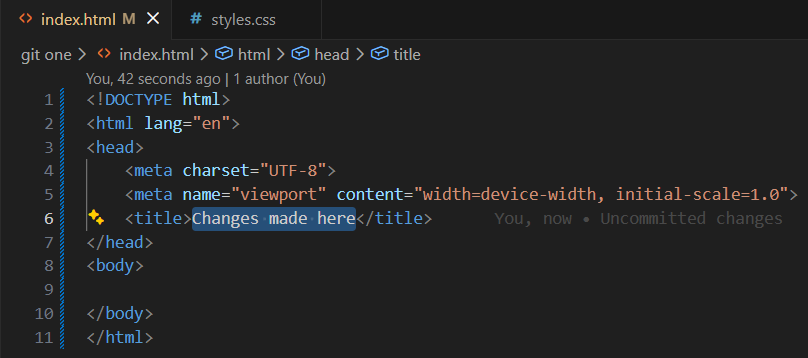 index.html M
styles.css
git one > index.html > html > head > title
You, 42 seconds ago | 1 author (You)
1 <!DOCTYPE html>
2 <html lang="en">
3 <head>
4     <meta charset="UTF-8">
5     <meta name="viewport" content="width=device-width, initial-scale=1.0">
6     <title>Changes made here</title> You, now • Uncommitted changes
7 </head>
8 <body>
9
10 </body>
11 </html>